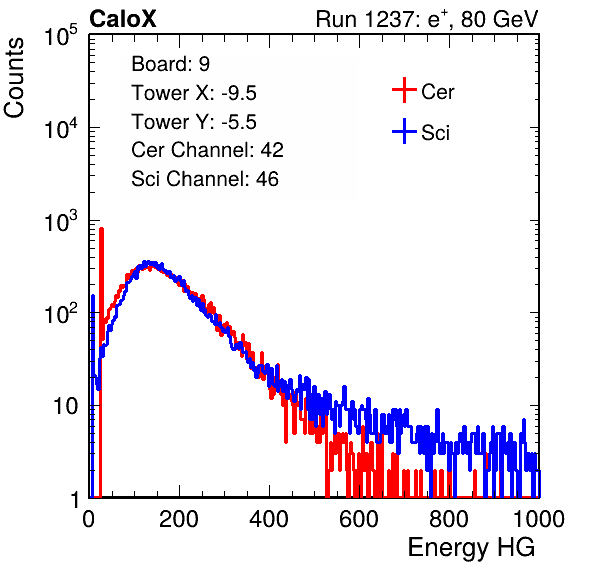 CaloX Run 1237: e⁺, 80 GeV
Counts
Board: 9
Tower X: -9.5
Tower Y: -5.5
Cer Channel: 42
Sci Channel: 46
Cer
Sci
10⁵
10⁴
10³
10²
10
1
0 200 400 600 800 1000
Energy HG